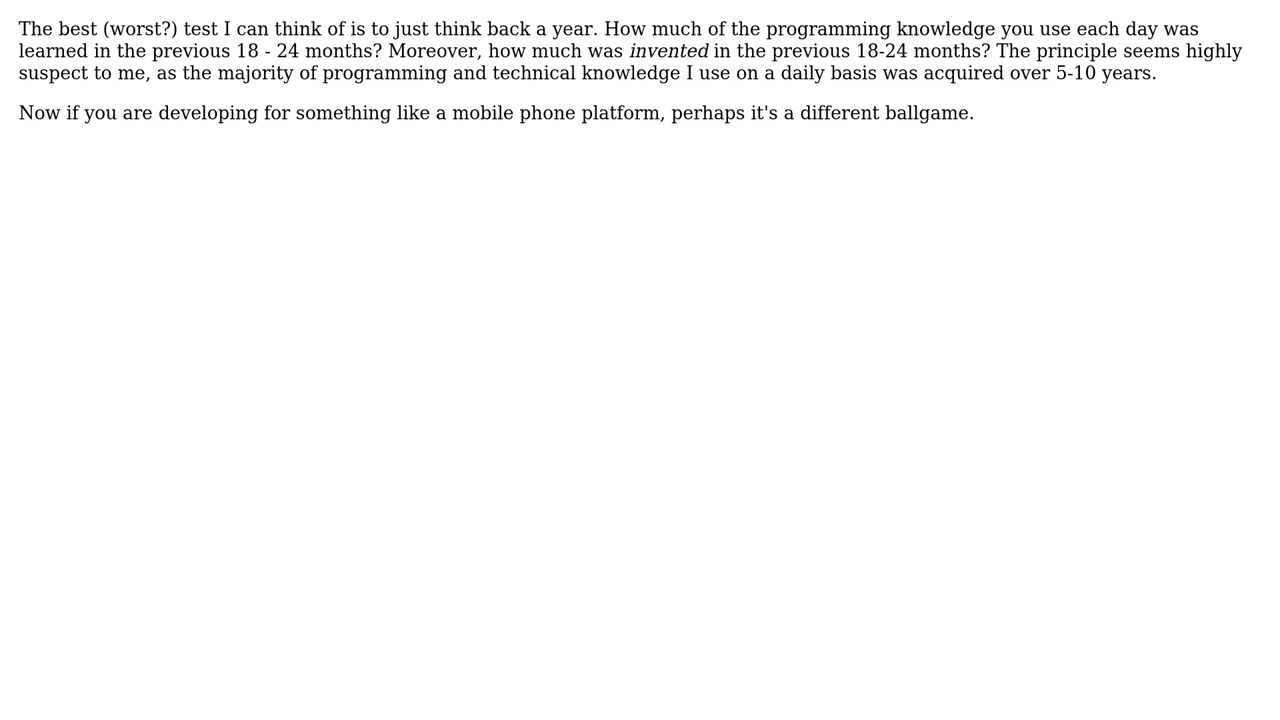 The best (worst?) test I can think of is to just think back a year. How much of the programming knowledge you use each day was
learned in the previous 18 - 24 months? Moreover, how much was invented in the previous 18-24 months? The principle seems highly
suspect to me, as the majority of programming and technical knowledge I use on a daily basis was acquired over 5-10 years.
Now if you are developing for something like a mobile phone platform, perhaps it's a different ballgame.